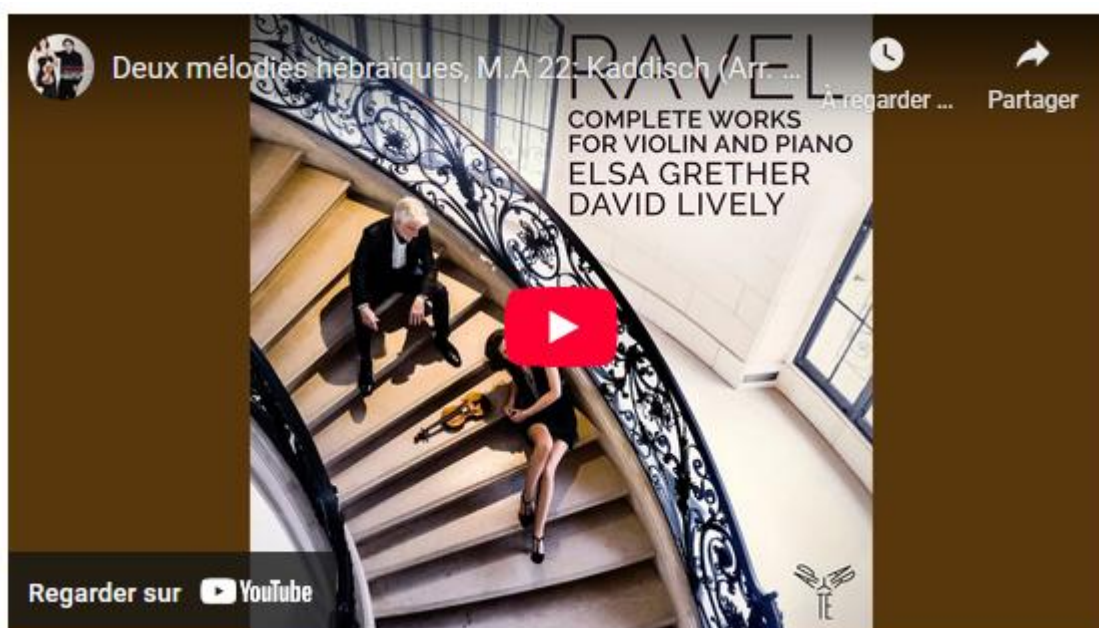 Deux mélodies hébraïques, M.A 22: Kaddisch (Arr. ...
À regarder ...
Partager
RAVEL
COMPLETE WORKS
FOR VIOLIN AND PIANO
ELSA GRETHER
DAVID LIVELY
Regarder sur YouTube